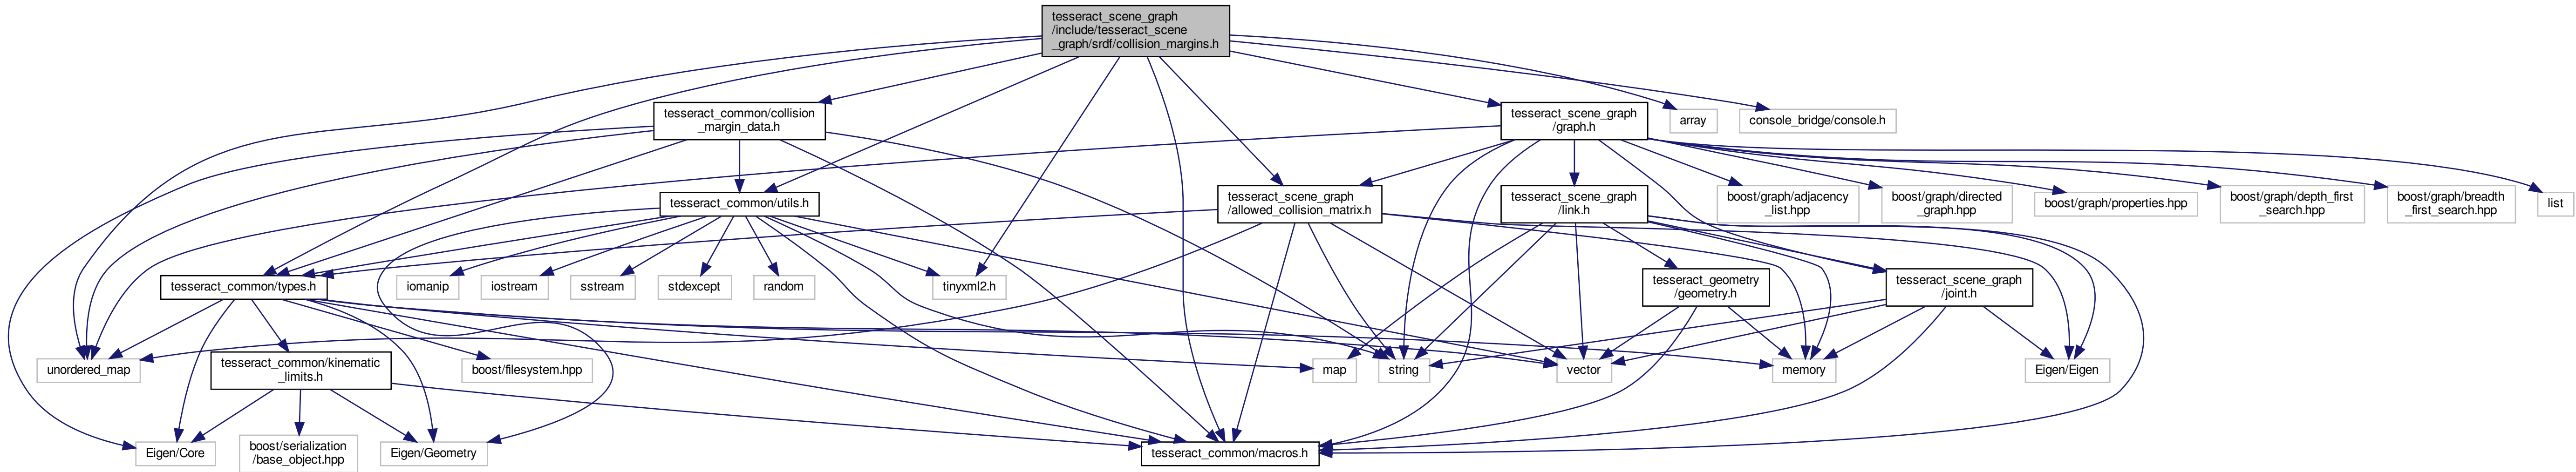 tesseract_scene_graph
/include/tesseract_scene
_graph/srdf/collision_margins.h
tesseract_common/collision
_margin_data.h
tesseract_scene_graph
/graph.h
array
console_bridge/console.h
tesseract_common/utils.h
tesseract_scene_graph
/allowed_collision_matrix.h
tesseract_scene_graph
/link.h
boost/graph/adjacency
_list.hpp
boost/graph/directed
_graph.hpp
boost/graph/properties.hpp
boost/graph/depth_first
_search.hpp
boost/graph/breadth
_first_search.hpp
list
tesseract_common/types.h
iomanip
iostream
sstream
stdexcept
random
tinyxml2.h
tesseract_geometry
/geometry.h
tesseract_scene_graph
/joint.h
unordered_map
tesseract_common/kinematic
_limits.h
boost/filesystem.hpp
map
string
vector
memory
Eigen/Eigen
Eigen/Core
boost/serialization
/base_object.hpp
Eigen/Geometry
tesseract_common/macros.h